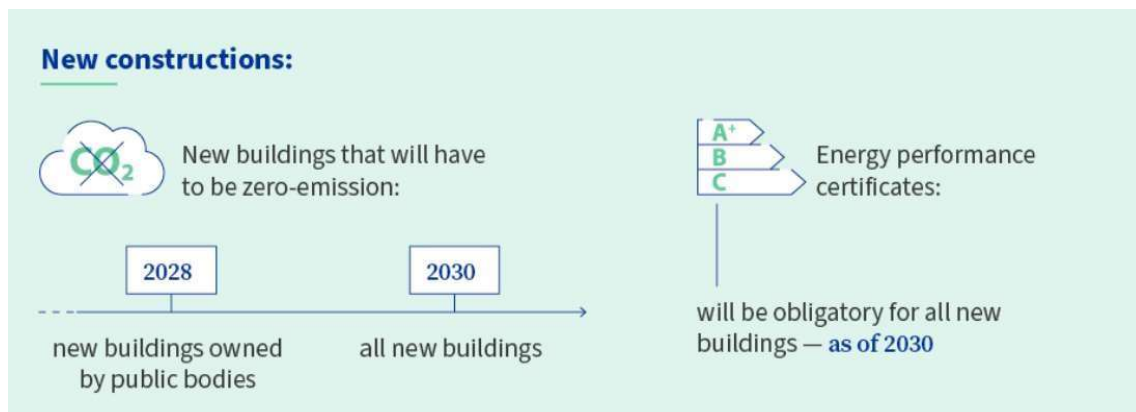 New constructions:
CO₂
New buildings that will have
to be zero-emission:
2028
2030
new buildings owned
by public bodies
all new buildings
A⁺
B
C
Energy performance
certificates:
will be obligatory for all new
buildings — as of 2030